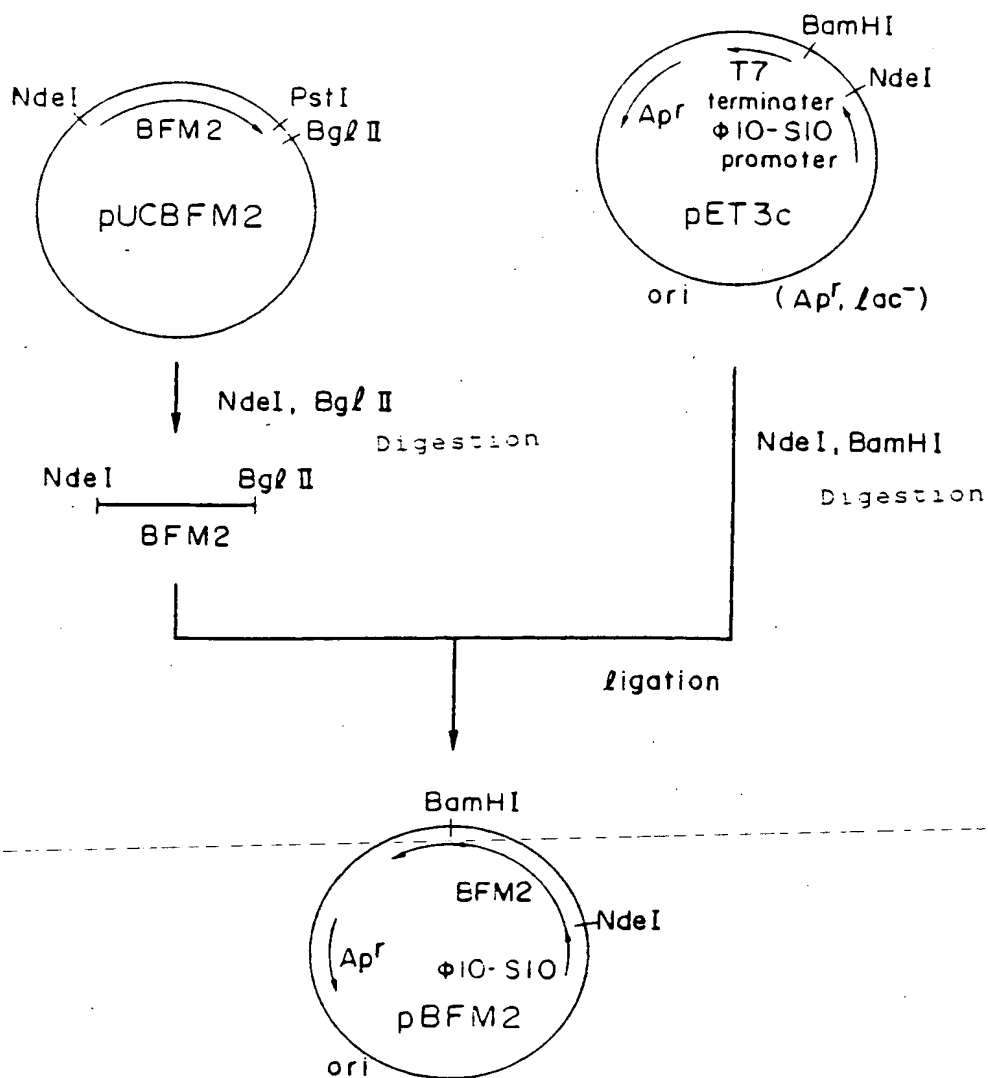 NdeI
BFM2
PstI
BglII
pUCBFM2
BamHI
NdeI
T7
terminater
Φ10-S10
promoter
Apr
pET3c
ori
(Apr, lac-)
NdeI, BglII
Digestion
NdeI, BamHI
Digestion
NdeI
BglII
BFM2
ligation
BamHI
BFM2
NdeI
Apr
Φ10-S10
pBFM2
ori